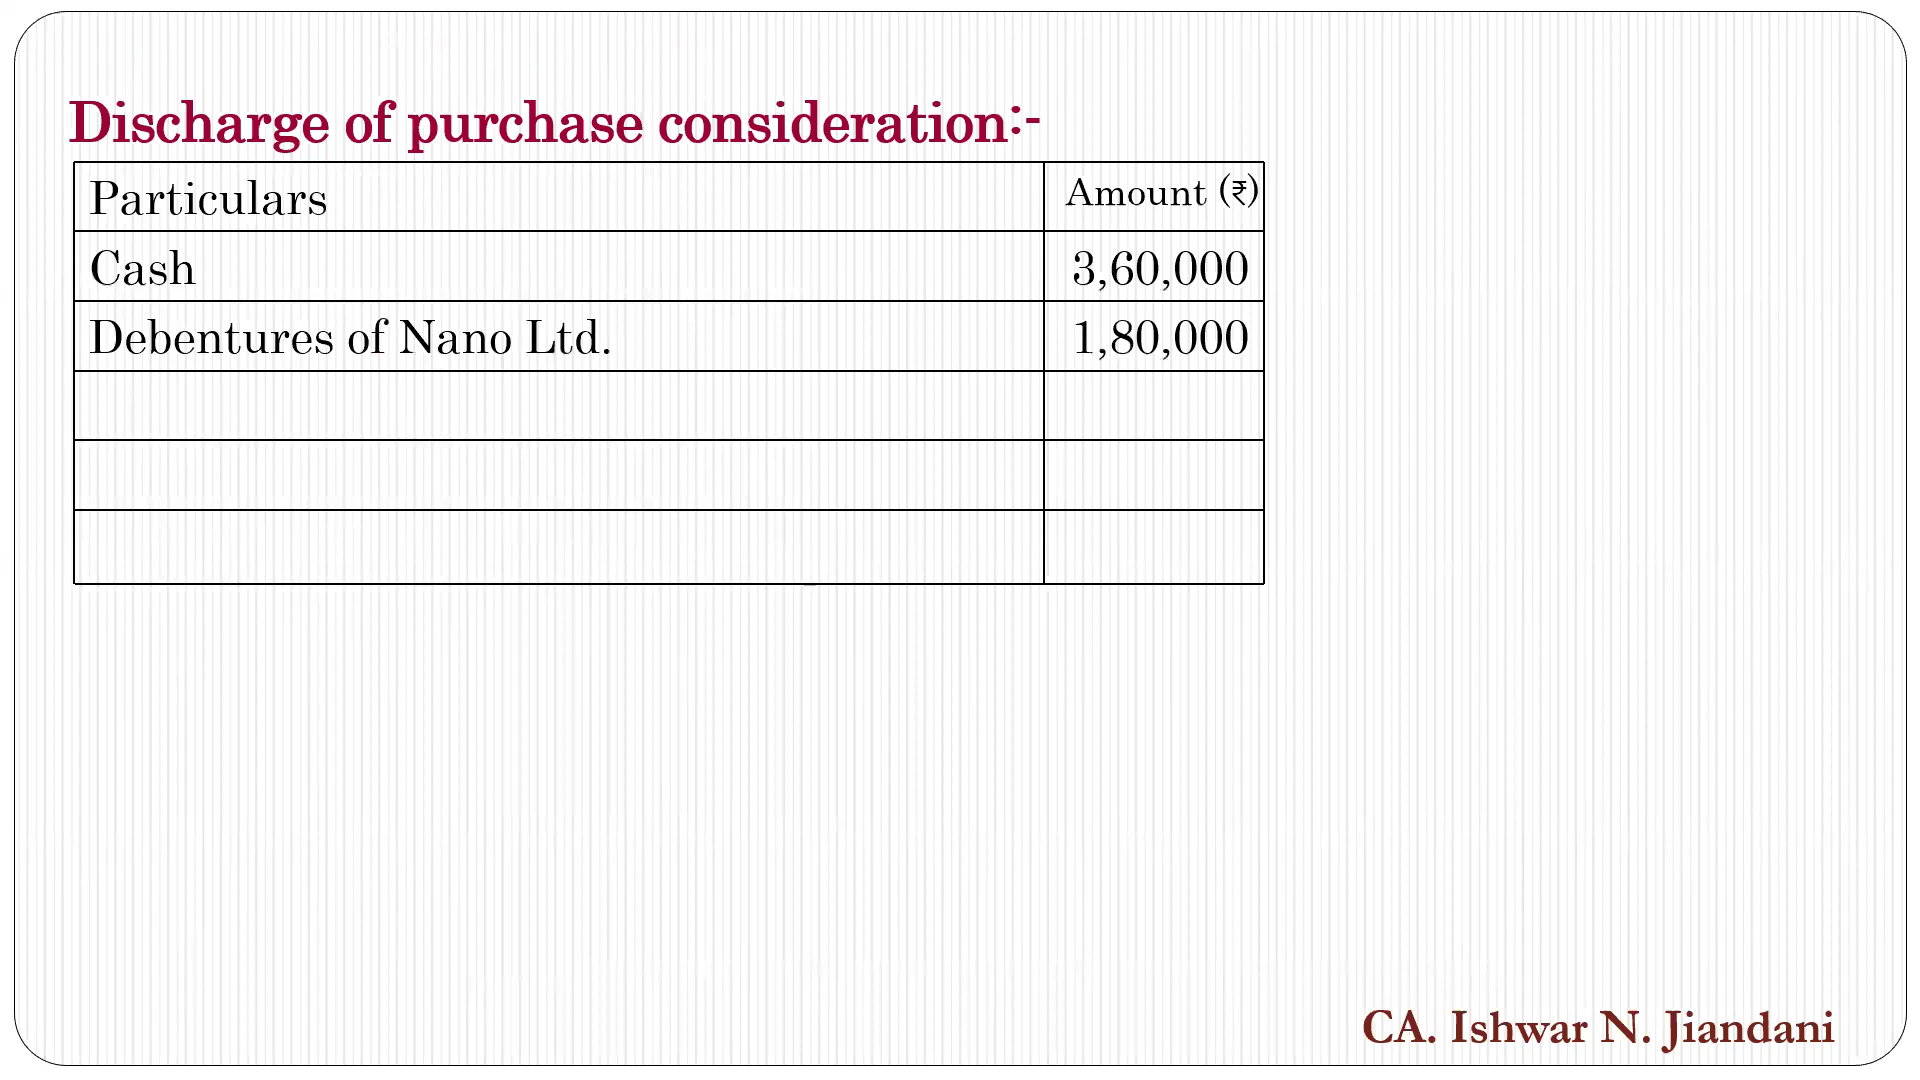 Discharge of purchase consideration:-
Particulars Amount (₹)
Cash 3,60,000
Debentures of Nano Ltd. 1,80,000
CA. Ishwar N. Jiandani